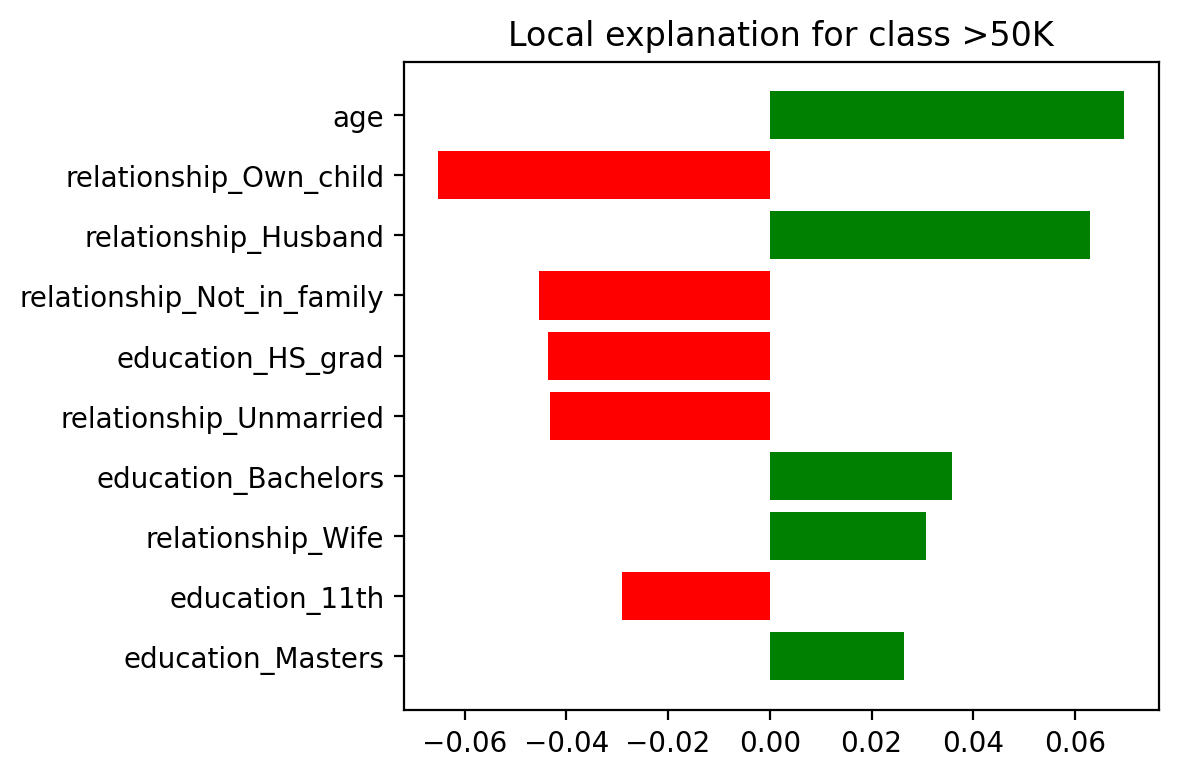 Local explanation for class >50K
age
relationship_Own_child
relationship_Husband
relationship_Not_in_family
education_HS_grad
relationship_Unmarried
education_Bachelors
relationship_Wife
education_11th
education_Masters
−0.06 −0.04 −0.02 0.00 0.02 0.04 0.06